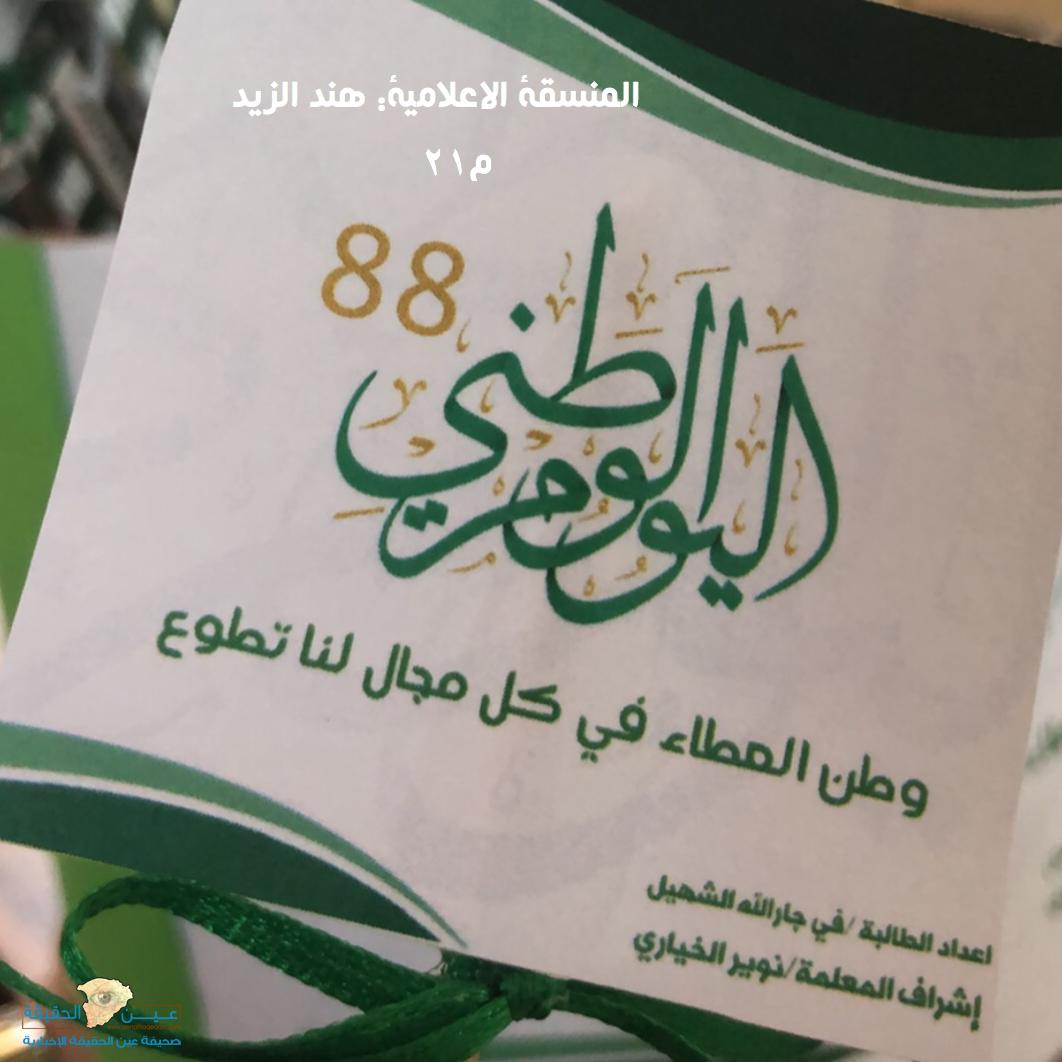 المنسقة الاعلامية: هند الزيد
م٢١
88
اليوم الوطني
وطن العطاء في كل مجال لنا تطوع
اعداد الطالبة /في جارالله الشهيل
إشراف المعلمة/نوير الخياري
عين الحقيقة
صحيفة عين الحقيقة الإخبارية